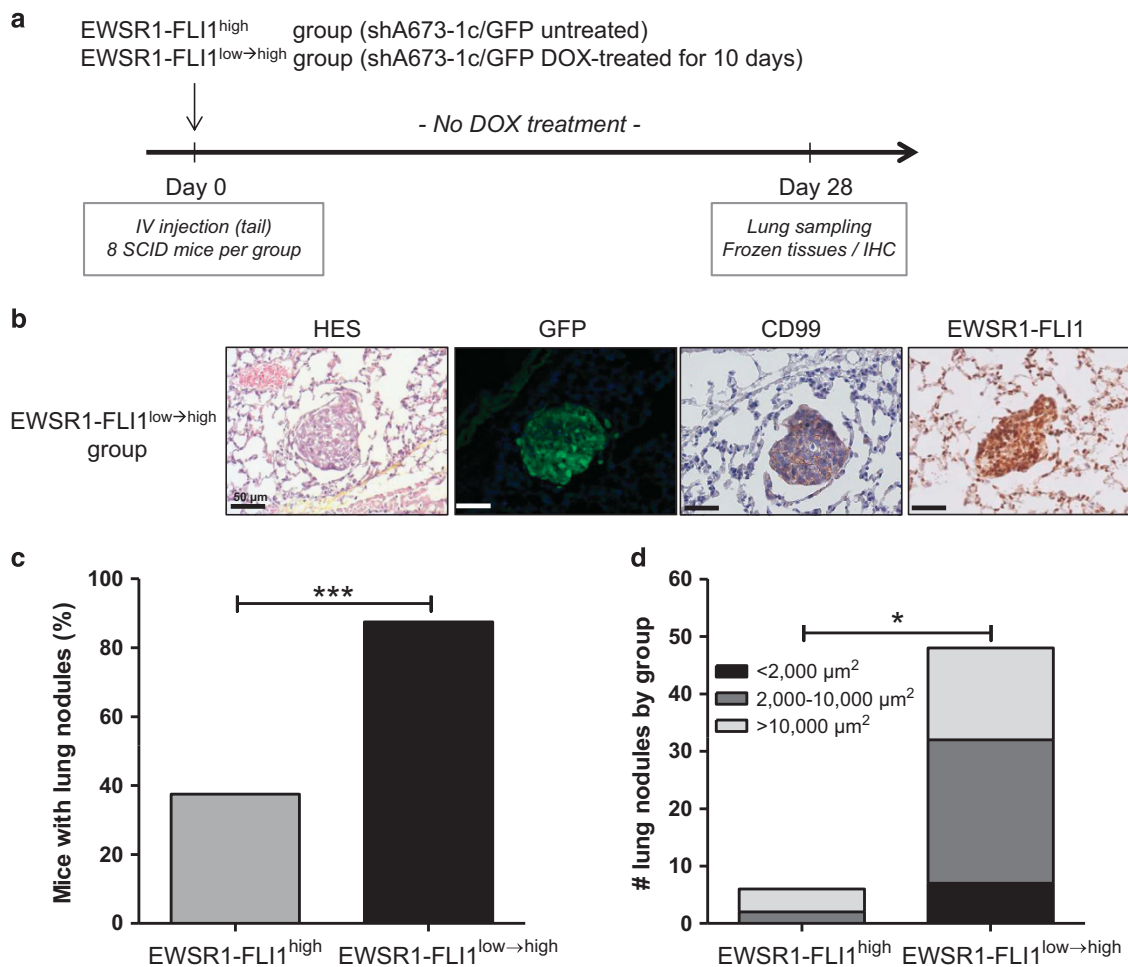 a
EWSR1-FLI1high group (shA673-1c/GFP untreated)
EWSR1-FLI1low→high group (shA673-1c/GFP DOX-treated for 10 days)
- No DOX treatment -
Day 0
Day 28
IV injection (tail)
8 SCID mice per group
Lung sampling
Frozen tissues / IHC
b
HES
GFP
CD99
EWSR1-FLI1
EWSR1-FLI1low→high
group
50 µm
c
Mice with lung nodules (%)
100
80
60
40
20
0
***
EWSR1-FLI1high
EWSR1-FLI1low→high
d
# lung nodules by group
60
50
40
30
20
10
0
*
<2,000 µm²
2,000-10,000 µm²
>10,000 µm²
EWSR1-FLI1high
EWSR1-FLI1low→high